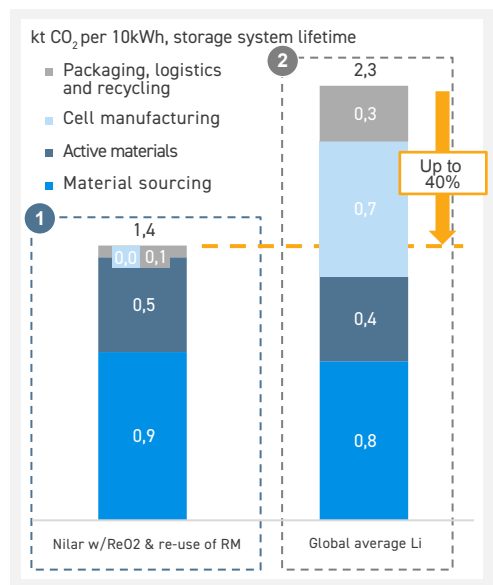 kt CO₂ per 10kWh, storage system lifetime
Packaging, logistics
and recycling
Cell manufacturing
Active materials
Material sourcing
1
1,4
0,0
0,1
0,5
0,9
Nilar w/ReO2 & re-use of RM
2
2,3
0,3
0,7
0,4
0,8
Global average Li
Up to
40%